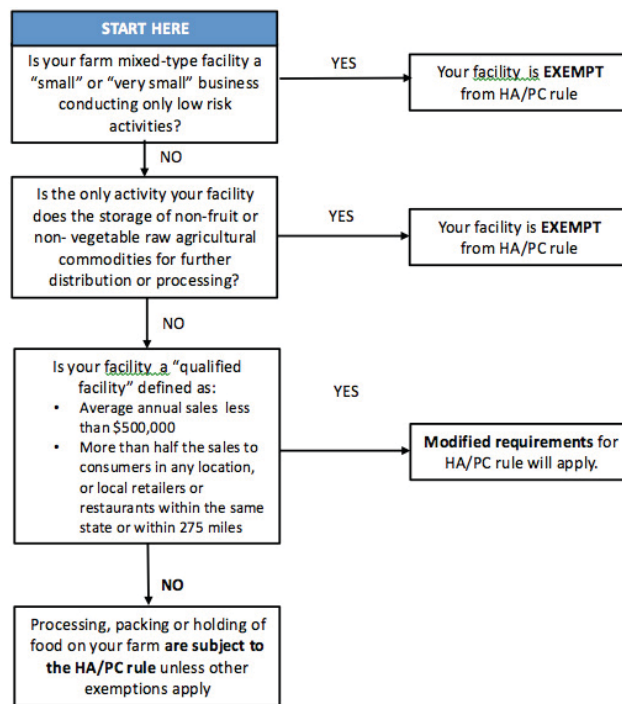 START HERE
Is your farm mixed-type facility a
“small” or “very small” business
conducting only low risk
activities?
YES
Your facility is EXEMPT
from HA/PC rule
NO
Is the only activity your facility
does the storage of non-fruit or
non- vegetable raw agricultural
commodities for further
distribution or processing?
YES
Your facility is EXEMPT
from HA/PC rule
NO
Is your facility a “qualified
facility” defined as:
• Average annual sales less
than $500,000
• More than half the sales to
consumers in any location,
or local retailers or
restaurants within the same
state or within 275 miles
YES
Modified requirements for
HA/PC rule will apply.
NO
Processing, packing or holding of
food on your farm are subject to
the HA/PC rule unless other
exemptions apply